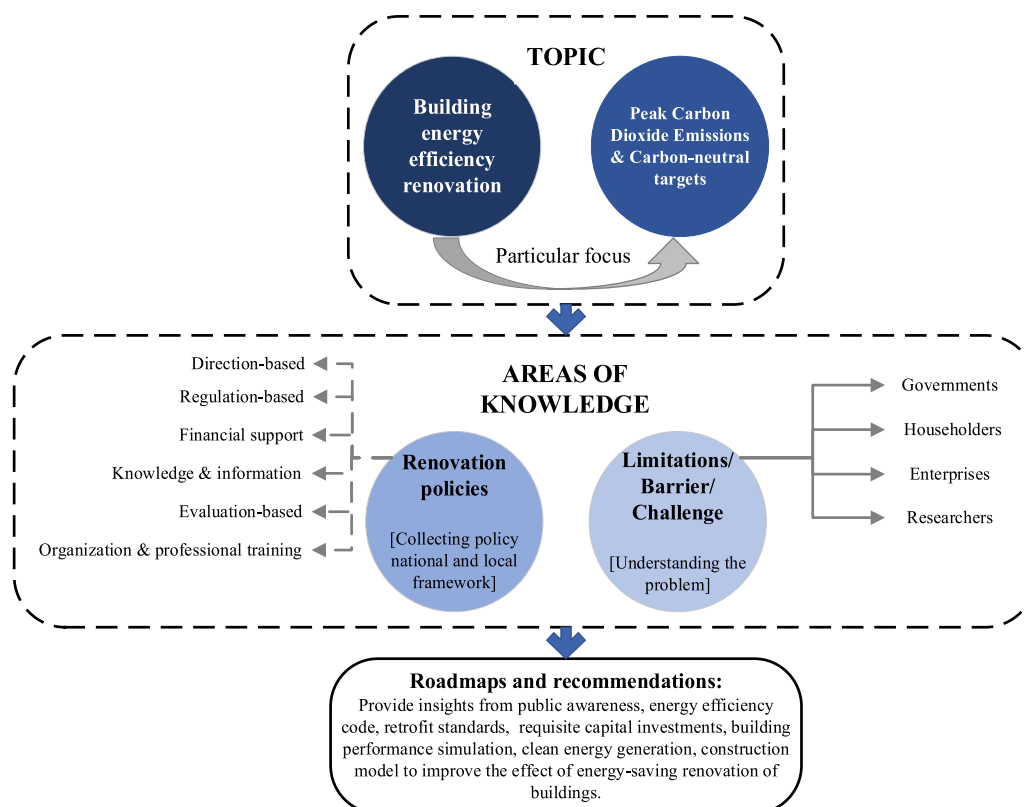 TOPIC
Building
energy
efficiency
renovation
Peak Carbon
Dioxide Emissions
& Carbon-neutral
targets
Particular focus
AREAS OF
KNOWLEDGE
Direction-based
Regulation-based
Financial support
Knowledge & information
Evaluation-based
Organization & professional training
Renovation
policies
[Collecting policy
national and local
framework]
Limitations/
Barrier/
Challenge
[Understanding the
problem]
Governments
Householders
Enterprises
Researchers
Roadmaps and recommendations:
Provide insights from public awareness, energy efficiency
code, retrofit standards, requisite capital investments, building
performance simulation, clean energy generation, construction
model to improve the effect of energy-saving renovation of
buildings.